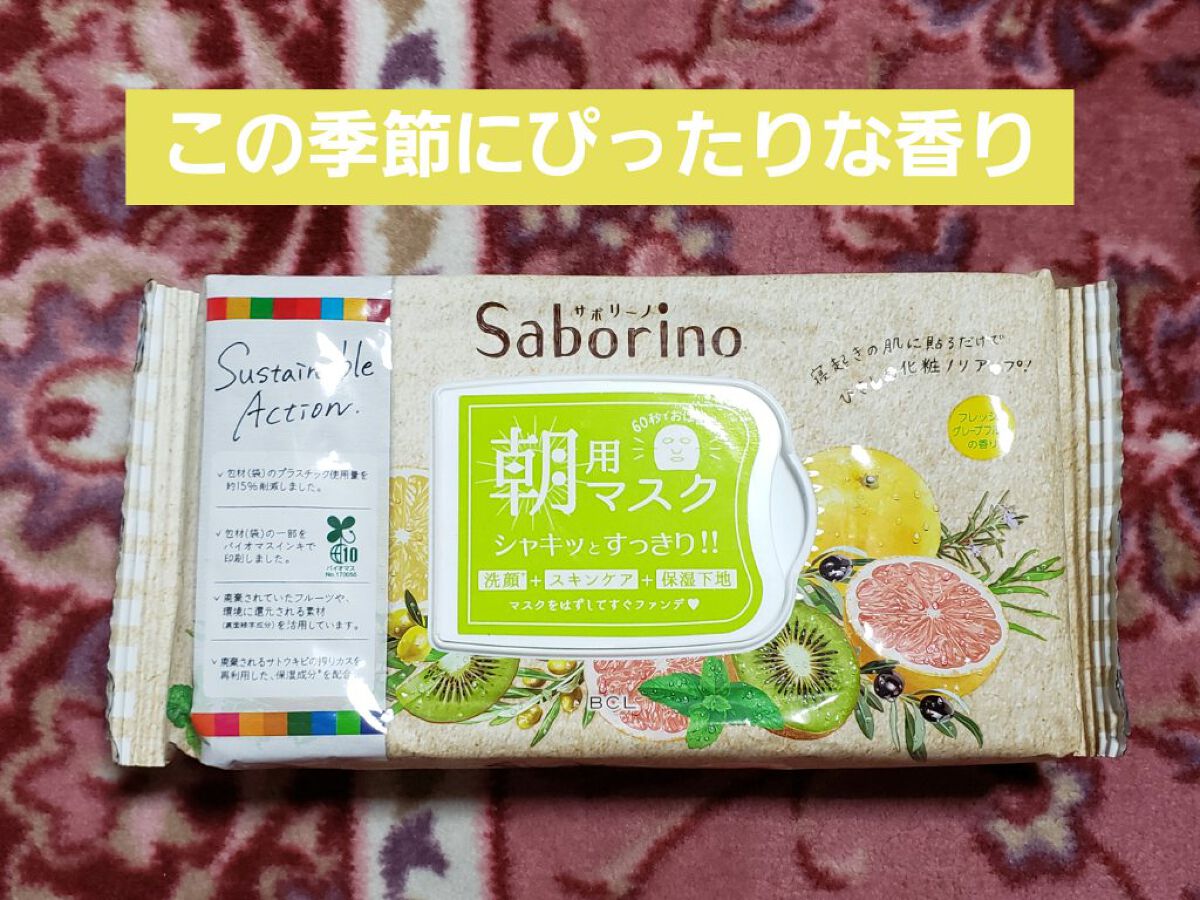 この季節にぴったりな香り
サボリーノ
Saborino
寝起きの肌に貼るだけで
化粧ノリアップ!
フレッシュ
グレープフルー
の香り
Sustainable
Action.
✓包材(袋)のプラスチック使用量を
約15%削減しました。
✓包材(袋)の一部を
バイオマスインキで
印刷しました。
10
バイオマス
No.170056
✓廃棄されていたフルーツや、
環境に還元される素材
(裏面緑字成分)を活用しています。
✓廃棄されるサトウキビの搾りカスを
再利用した、保湿成分*を配合
60秒でお
朝用
マスク
シャキッとすっきり!!
洗顔*+スキンケア+保湿下地
マスクをはずしてすぐファンデ♥
BCL